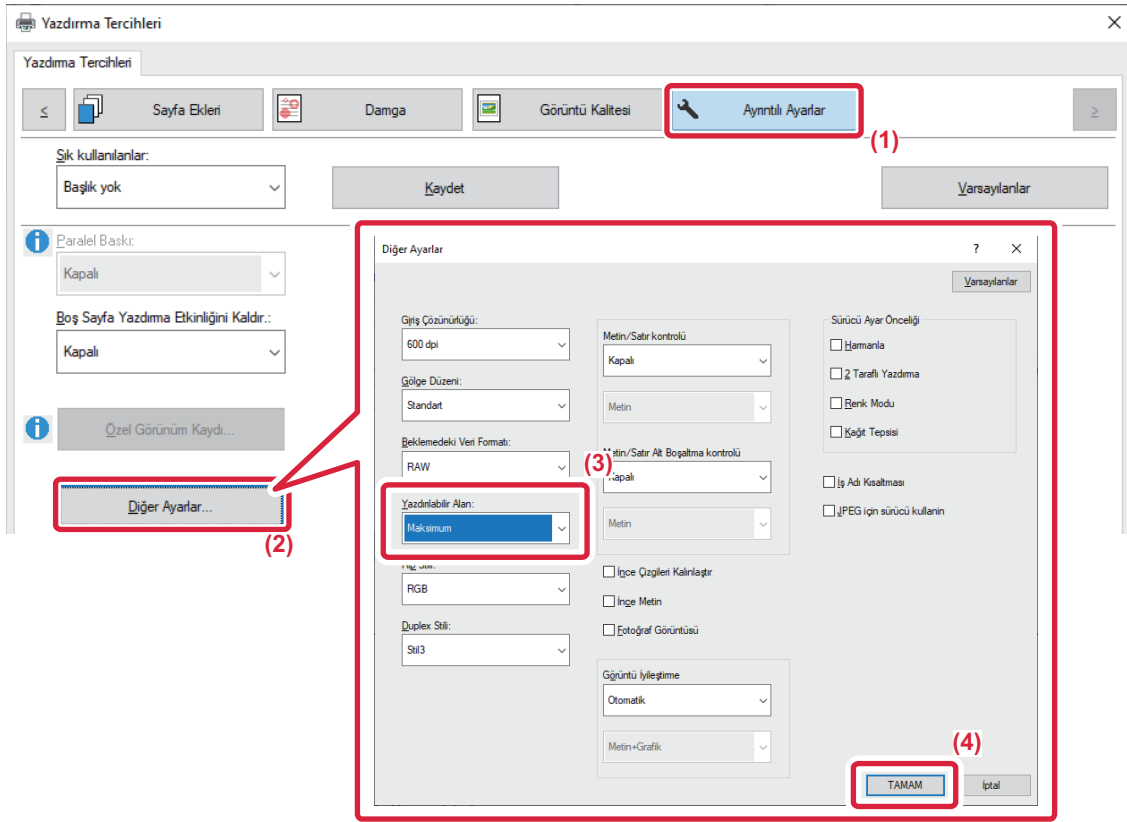 Yazdırma Tercihleri
Yazdırma Tercihleri
<
Sayfa Ekleri
Damga
Görüntü Kalitesi
Ayrıntılı Ayarlar
>
(1)
Sık kullanılanlar:
Başlık yok
Kaydet
Varsayılanlar
Paralel Baskı:
Kapalı
Boş Sayfa Yazdırma Etkinliğini Kaldır.:
Kapalı
Özel Görünüm Kaydı...
Diğer Ayarlar...
(2)
Diğer Ayarlar
?
Varsayılanlar
Giriş Çözünürlüğü:
600 dpi
Gölge Düzeni:
Standart
Beklemedeki Veri Formatı:
RAW
(3)
Yazdırılabilir Alan:
Maksimum
RGB
Duplex Stili:
Stil3
Metin/Satır kontrolü
Kapalı
Metin
Metin/Satır Alt Boşaltma kontrolü
Kapalı
Metin
İnce Çizgileri Kalınlaştır
İnce Metin
Fotoğraf Görüntüsü
Görüntü İyileştirme
Otomatik
Metin+Grafik
Sürücü Ayar Önceliği
Harmanla
2 Taraflı Yazdırma
Renk Modu
Kağıt Tepsisi
İş Adı Kısaltması
JPEG için sürücü kullanin
(4)
TAMAM
İptal